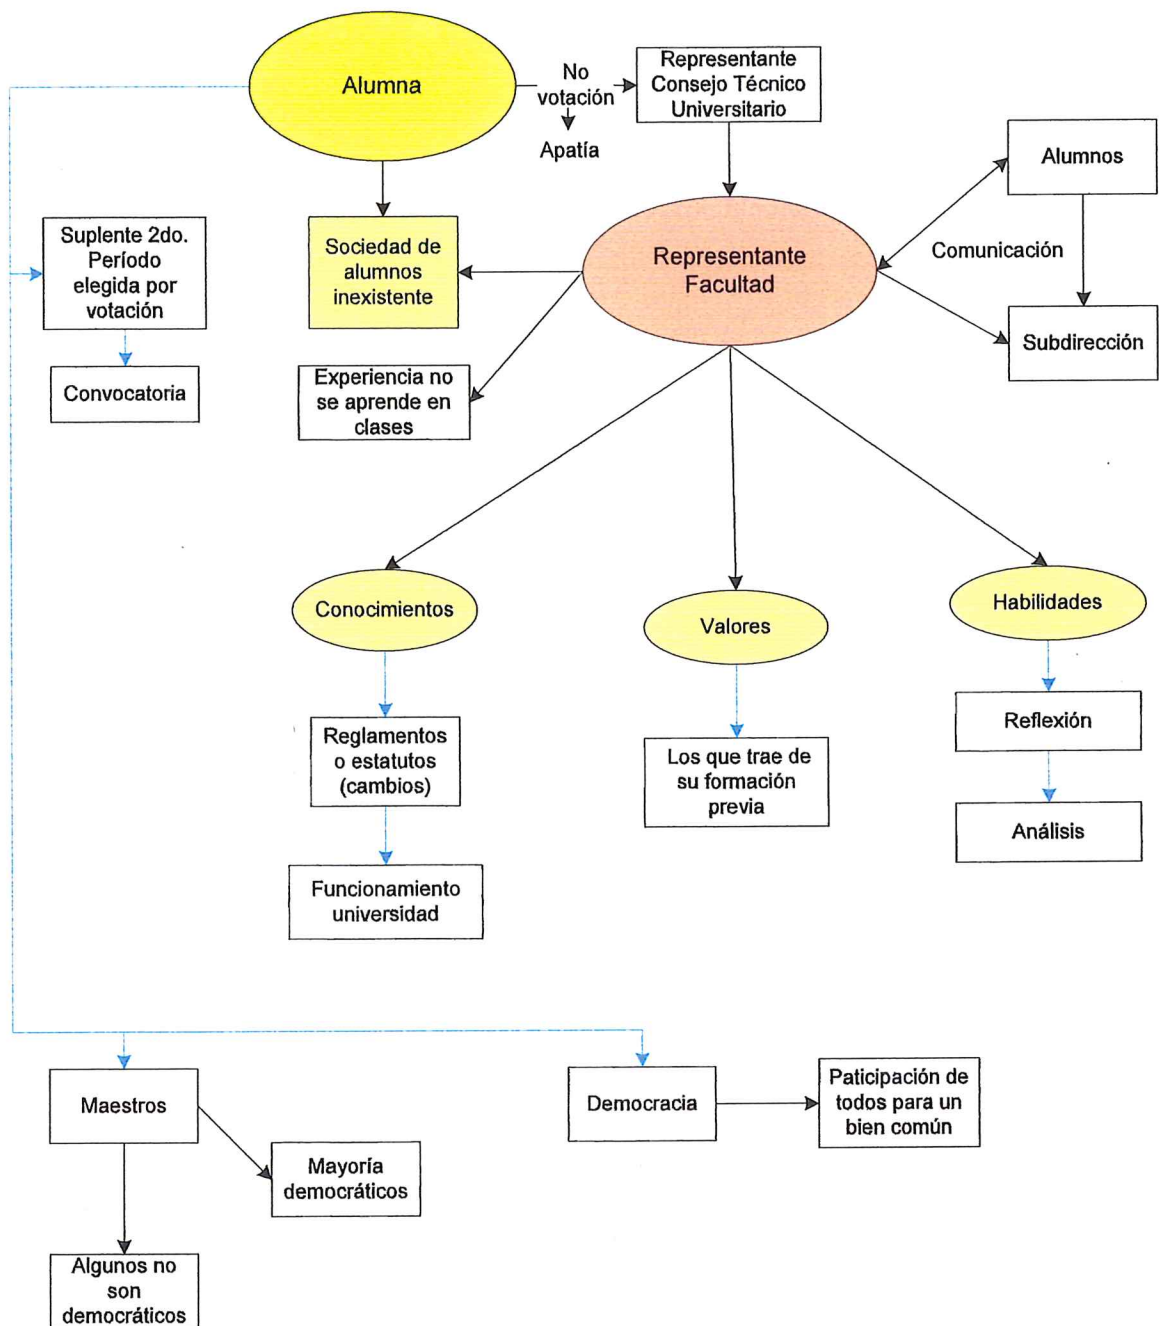 Alumna
No
votación
Apatía
Representante
Consejo Técnico
Universitario
Alumnos
Suplente 2do.
Período
elegida por
votación
Sociedad de
alumnos
inexistente
Representante
Facultad
Comunicación
Subdirección
Convocatoria
Experiencia no
se aprende en
clases
Conocimientos
Valores
Habilidades
Reglamentos
o estatutos
(cambios)
Los que trae de
su formación
previa
Reflexión
Análisis
Funcionamiento
universidad
Maestros
Democracia
Paticipación de
todos para un
bien común
Mayoría
democráticos
Algunos no
son
democráticos